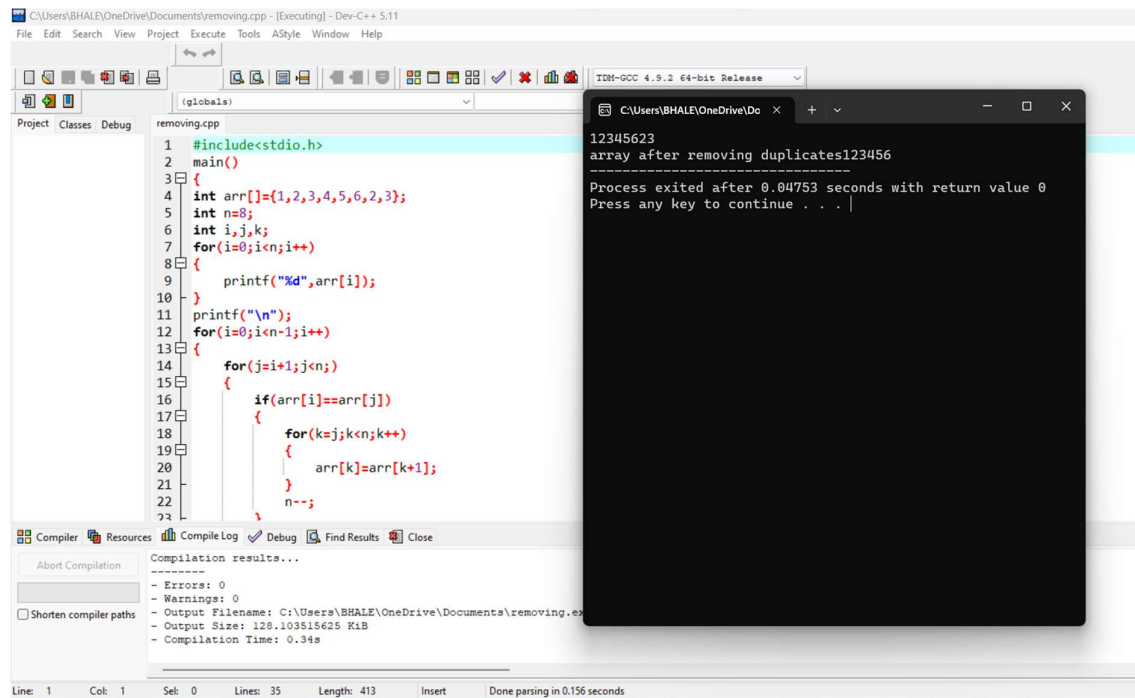 C:\Users\BHALE\OneDrive\Documents\removing.cpp - [Executing] - Dev-C++ 5.11
File Edit Search View Project Execute Tools AStyle Window Help
TDM-GCC 4.9.2 64-bit Release
(globals)
Project Classes Debug
removing.cpp
1 #include<stdio.h>
2 main()
3 {
4 int arr[]={1,2,3,4,5,6,2,3};
5 int n=8;
6 int i,j,k;
7 for(i=0;i<n;i++)
8 {
9 printf("%d",arr[i]);
10 }
11 printf("\n");
12 for(i=0;i<n-1;i++)
13 {
14 for(j=i+1;j<n;)
15 {
16 if(arr[i]==arr[j])
17 {
18 for(k=j;k<n;k++)
19 {
20 arr[k]=arr[k+1];
21 }
22 n--;
23 }
C:\Users\BHALE\OneDrive\Do
12345623
array after removing duplicates123456
--------------------------------
Process exited after 0.04753 seconds with return value 0
Press any key to continue . . .
Compiler Resources Compile Log Debug Find Results Close
Abort Compilation
Shorten compiler paths
Compilation results...
--------
- Errors: 0
- Warnings: 0
- Output Filename: C:\Users\BHALE\OneDrive\Documents\removing.ex
- Output Size: 128.103515625 KiB
- Compilation Time: 0.34s
Line: 1 Col: 1 Sel: 0 Lines: 35 Length: 413 Insert Done parsing in 0.156 seconds